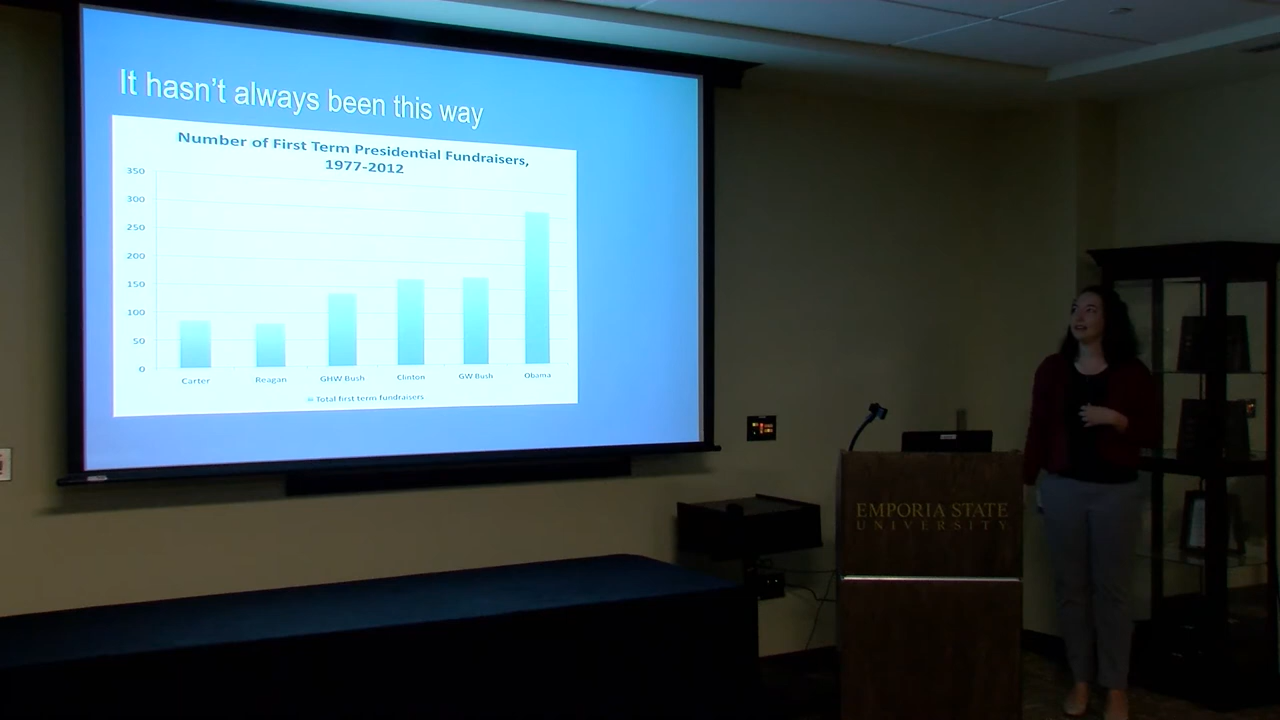 It hasn't always been this way
Number of First Term Presidential Fundraisers,
1977-2012
350
300
250
200
150
100
50
0
Carter Reagan GHW Bush Clinton GW Bush Obama
Total first term fundraisers
EMPORIA STATE
UNIVERSITY